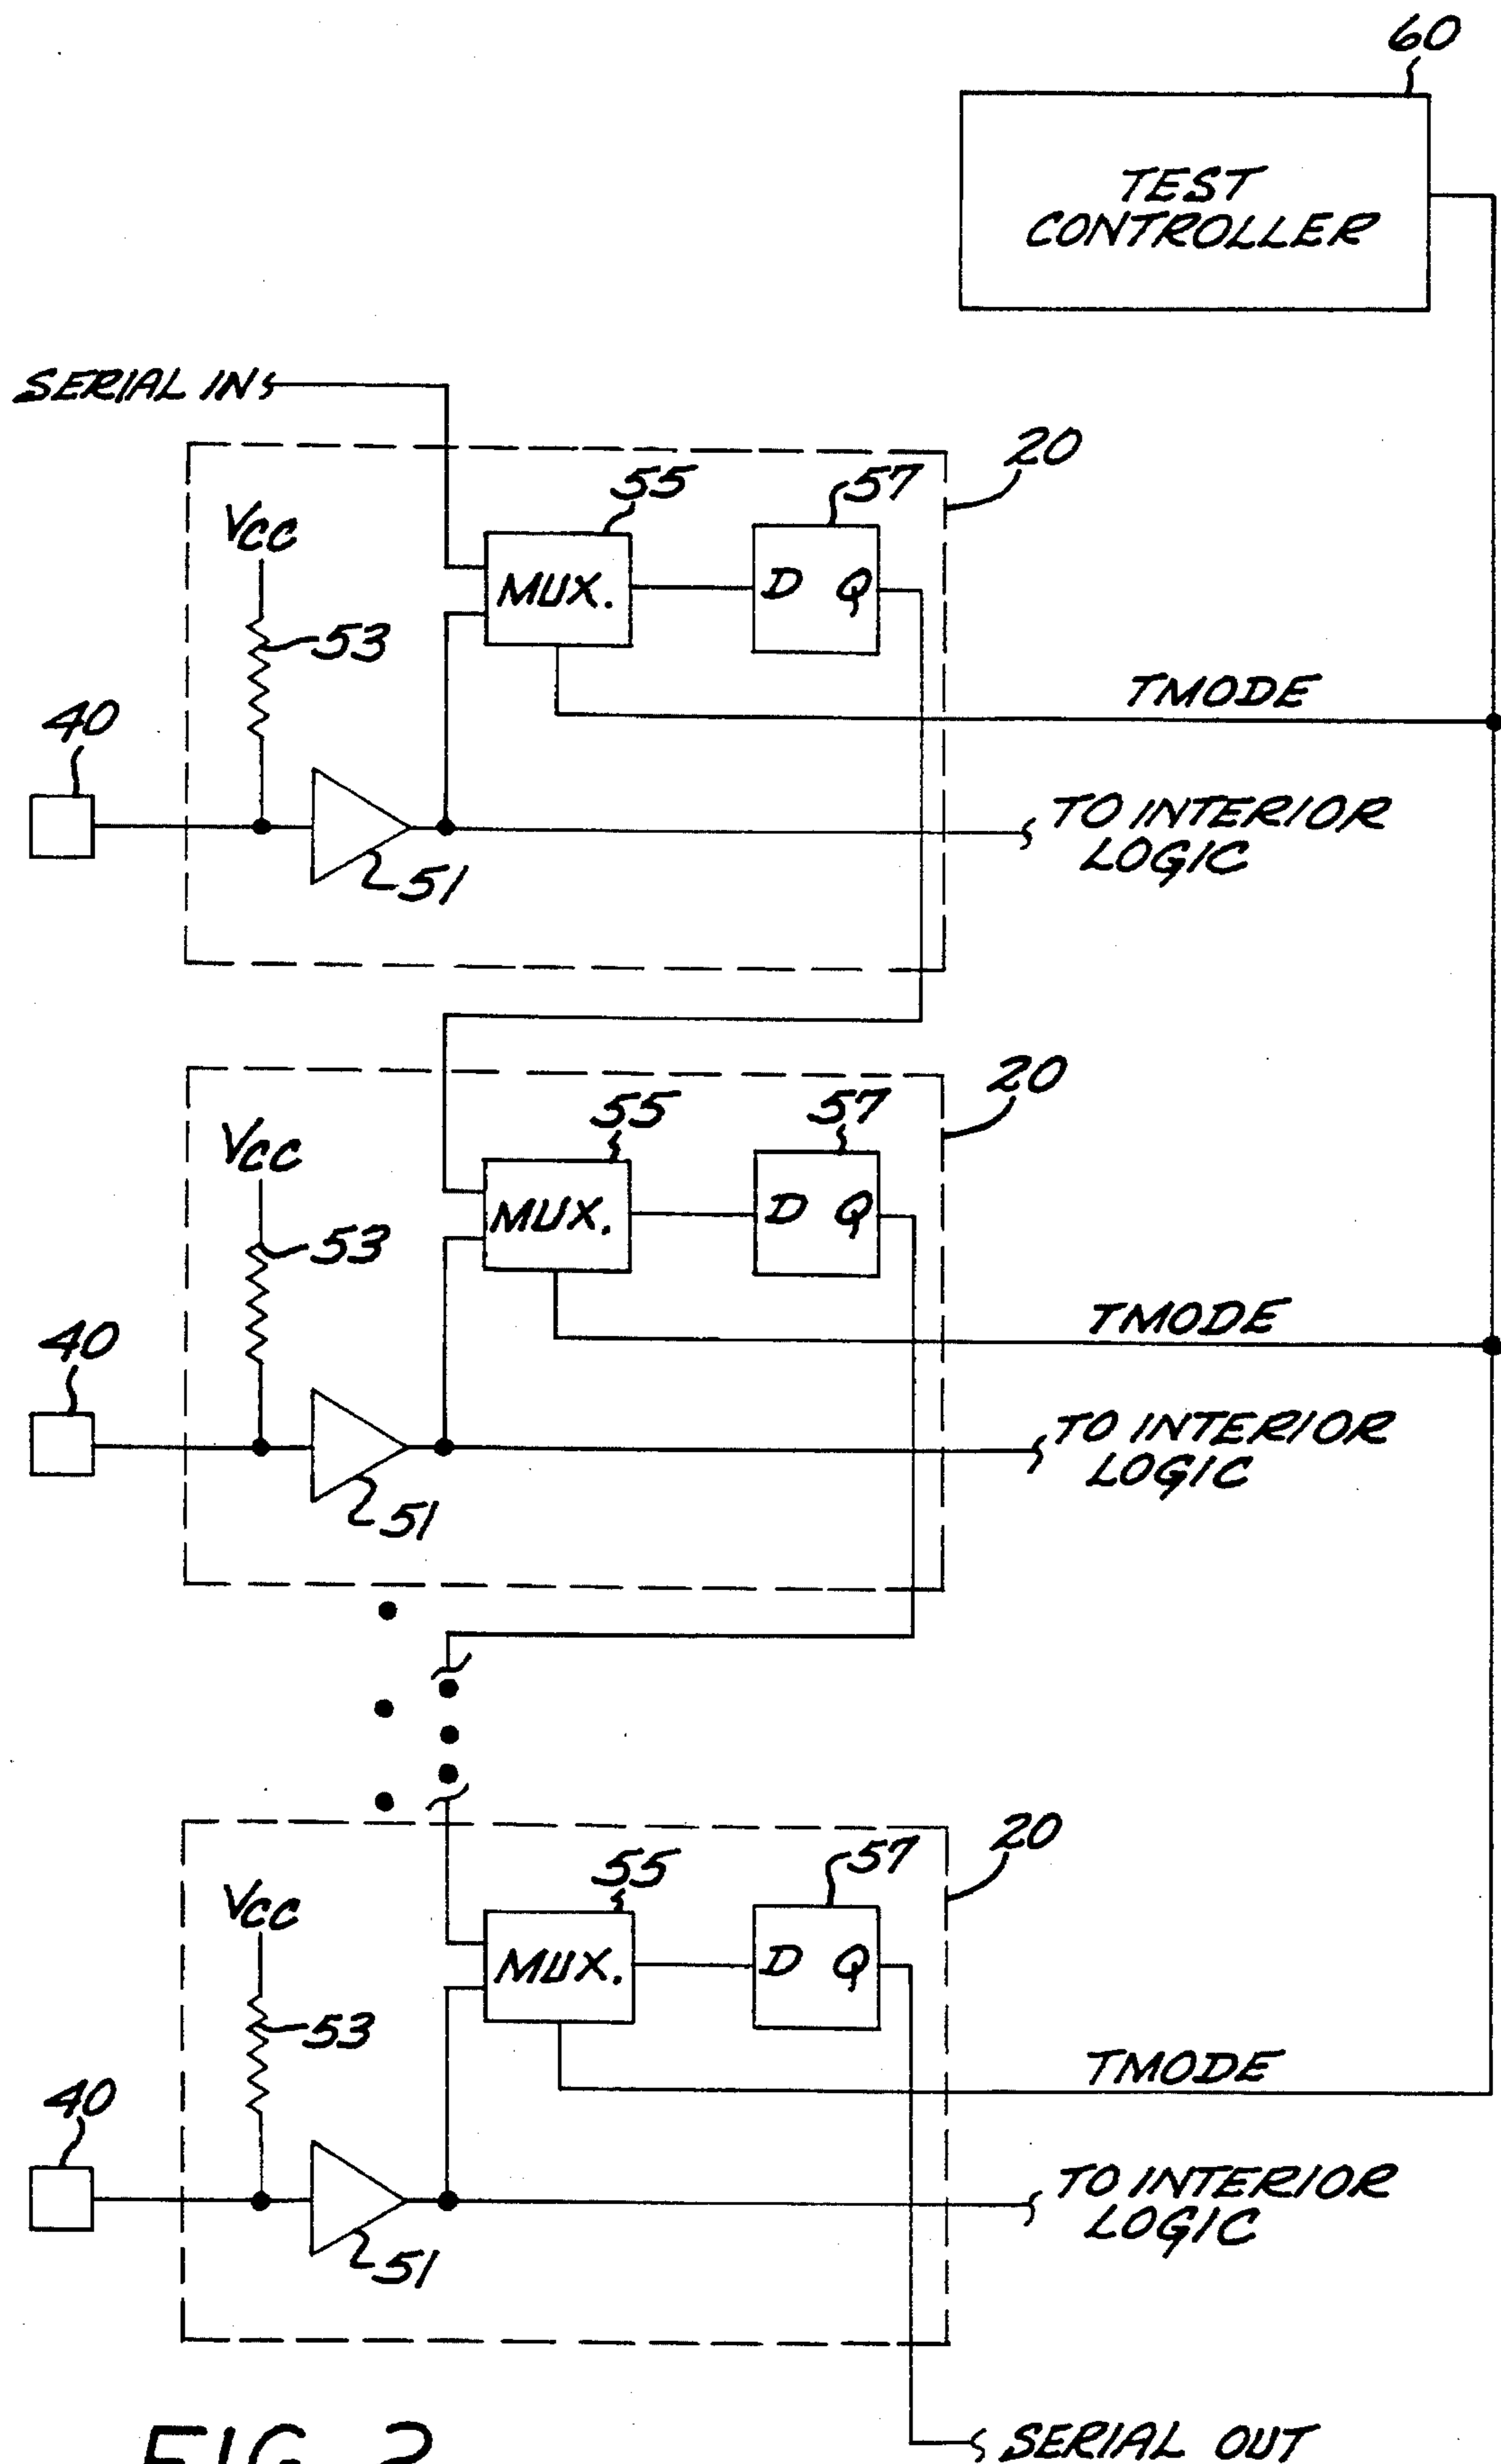 60
TEST
CONTROLLER
SERIAL IN
20
55
57
VCC
MUX.
D Q
53
TMODE
40
TO INTERIOR
LOGIC
51
20
55
57
VCC
MUX.
D Q
53
TMODE
40
TO INTERIOR
LOGIC
51
20
55
57
VCC
MUX.
D Q
53
TMODE
40
TO INTERIOR
LOGIC
51
FIG. 2
SERIAL OUT